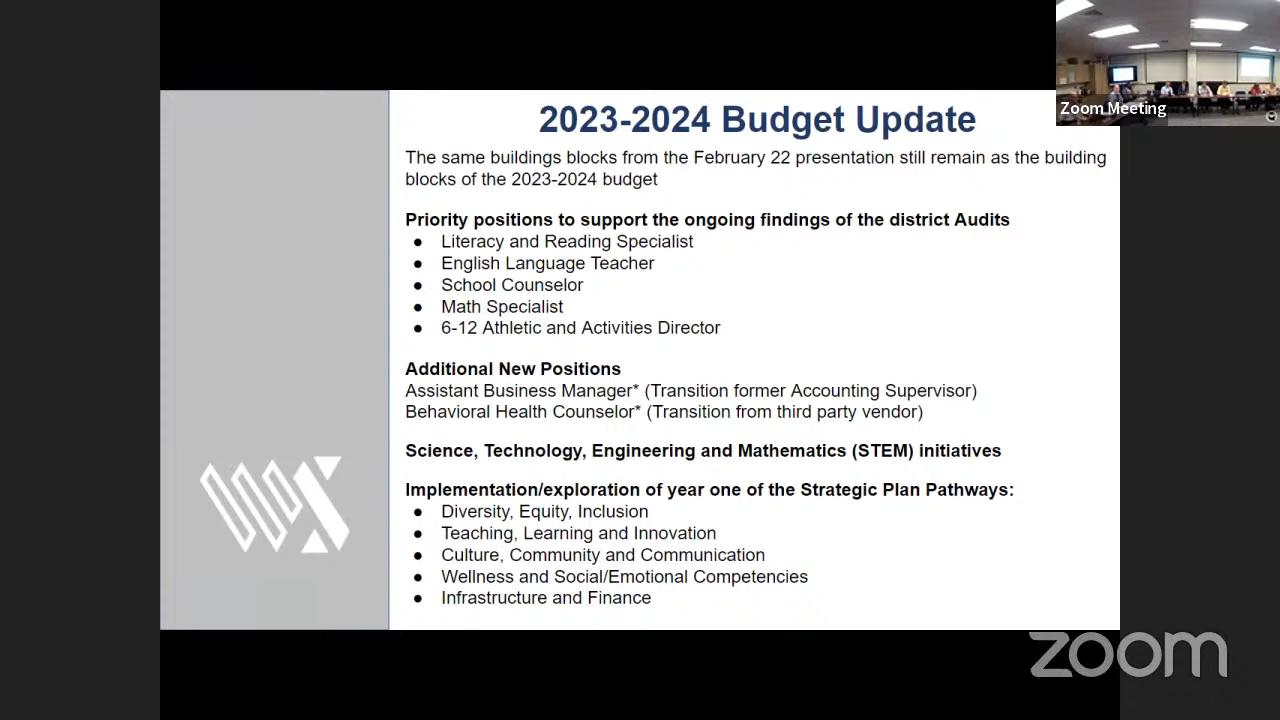 2023-2024 Budget Update
Zoom Meeting
The same buildings blocks from the February 22 presentation still remain as the building
blocks of the 2023-2024 budget
Priority positions to support the ongoing findings of the district Audits
● Literacy and Reading Specialist
● English Language Teacher
● School Counselor
● Math Specialist
● 6-12 Athletic and Activities Director
Additional New Positions
Assistant Business Manager* (Transition former Accounting Supervisor)
Behavioral Health Counselor* (Transition from third party vendor)
Science, Technology, Engineering and Mathematics (STEM) initiatives
Implementation/exploration of year one of the Strategic Plan Pathways:
● Diversity, Equity, Inclusion
● Teaching, Learning and Innovation
● Culture, Community and Communication
● Wellness and Social/Emotional Competencies
● Infrastructure and Finance
WX
zoom